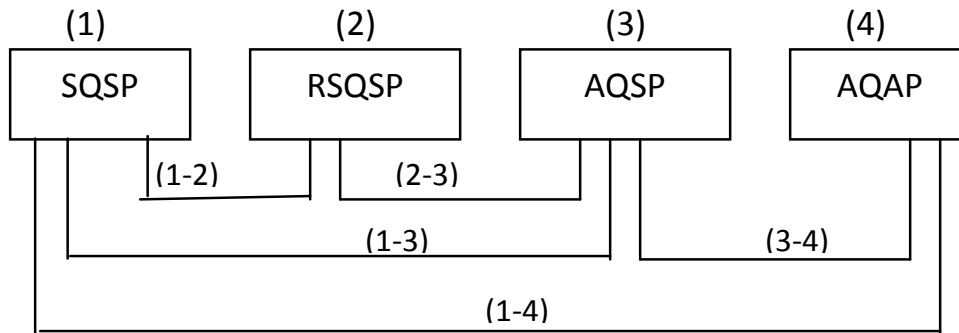 (1) (2) (3) (4)
SQSP RSQSP AQSP AQAP
(1-2) (2-3)
(1-3) (3-4)
(1-4)